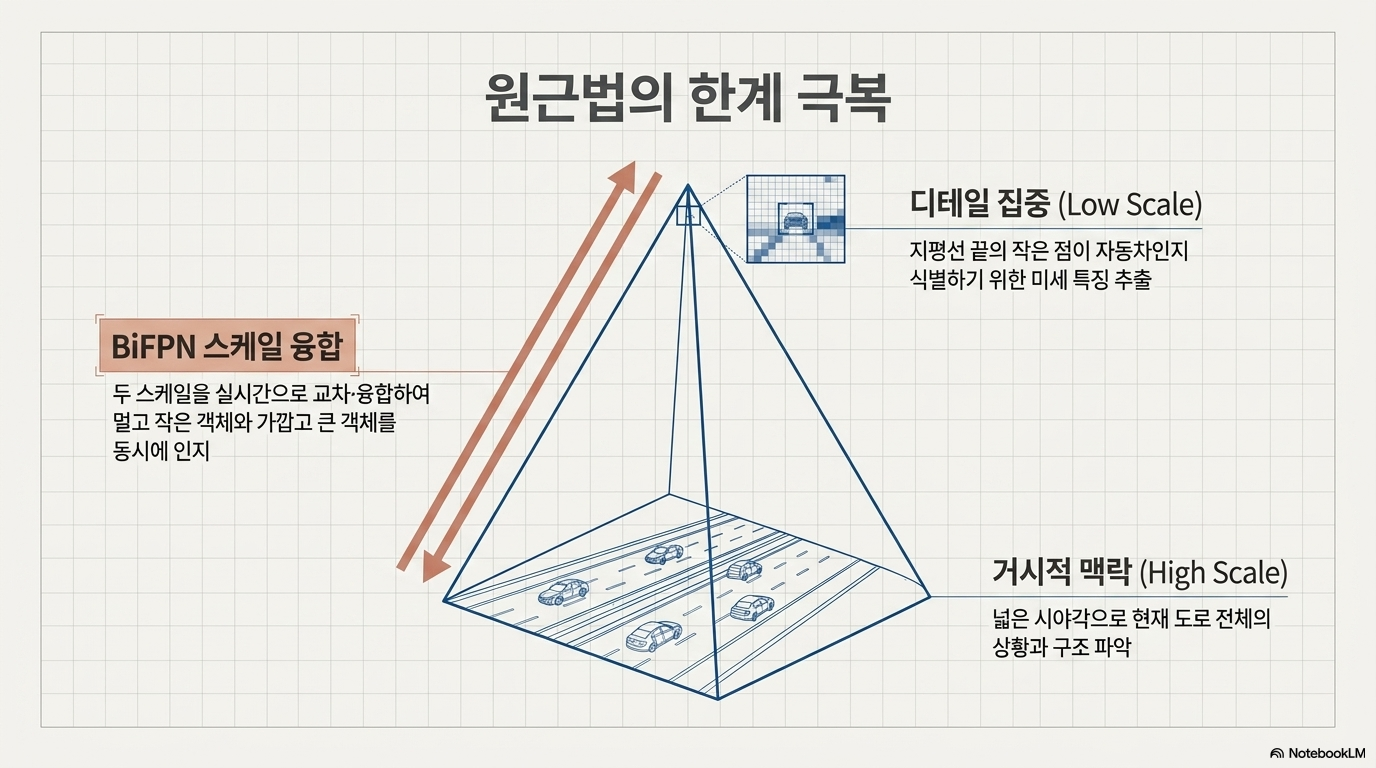 원근법의 한계 극복
디테일 집중 (Low Scale)
지평선 끝의 작은 점이 자동차인지
식별하기 위한 미세 특징 추출
BiFPN 스케일 융합
두 스케일을 실시간으로 교차·융합하여
멀고 작은 객체와 가깝고 큰 객체를
동시에 인지
거시적 맥락 (High Scale)
넓은 시야각으로 현재 도로 전체의
상황과 구조 파악
NotebookLM